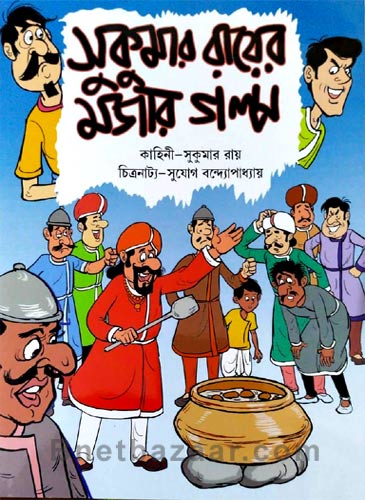 সুকুমার রায়ের
মজার গল্প
কাহিনী–সুকুমার রায়
চিত্রনাট্য–সুযোগ বন্দ্যোপাধ্যায়